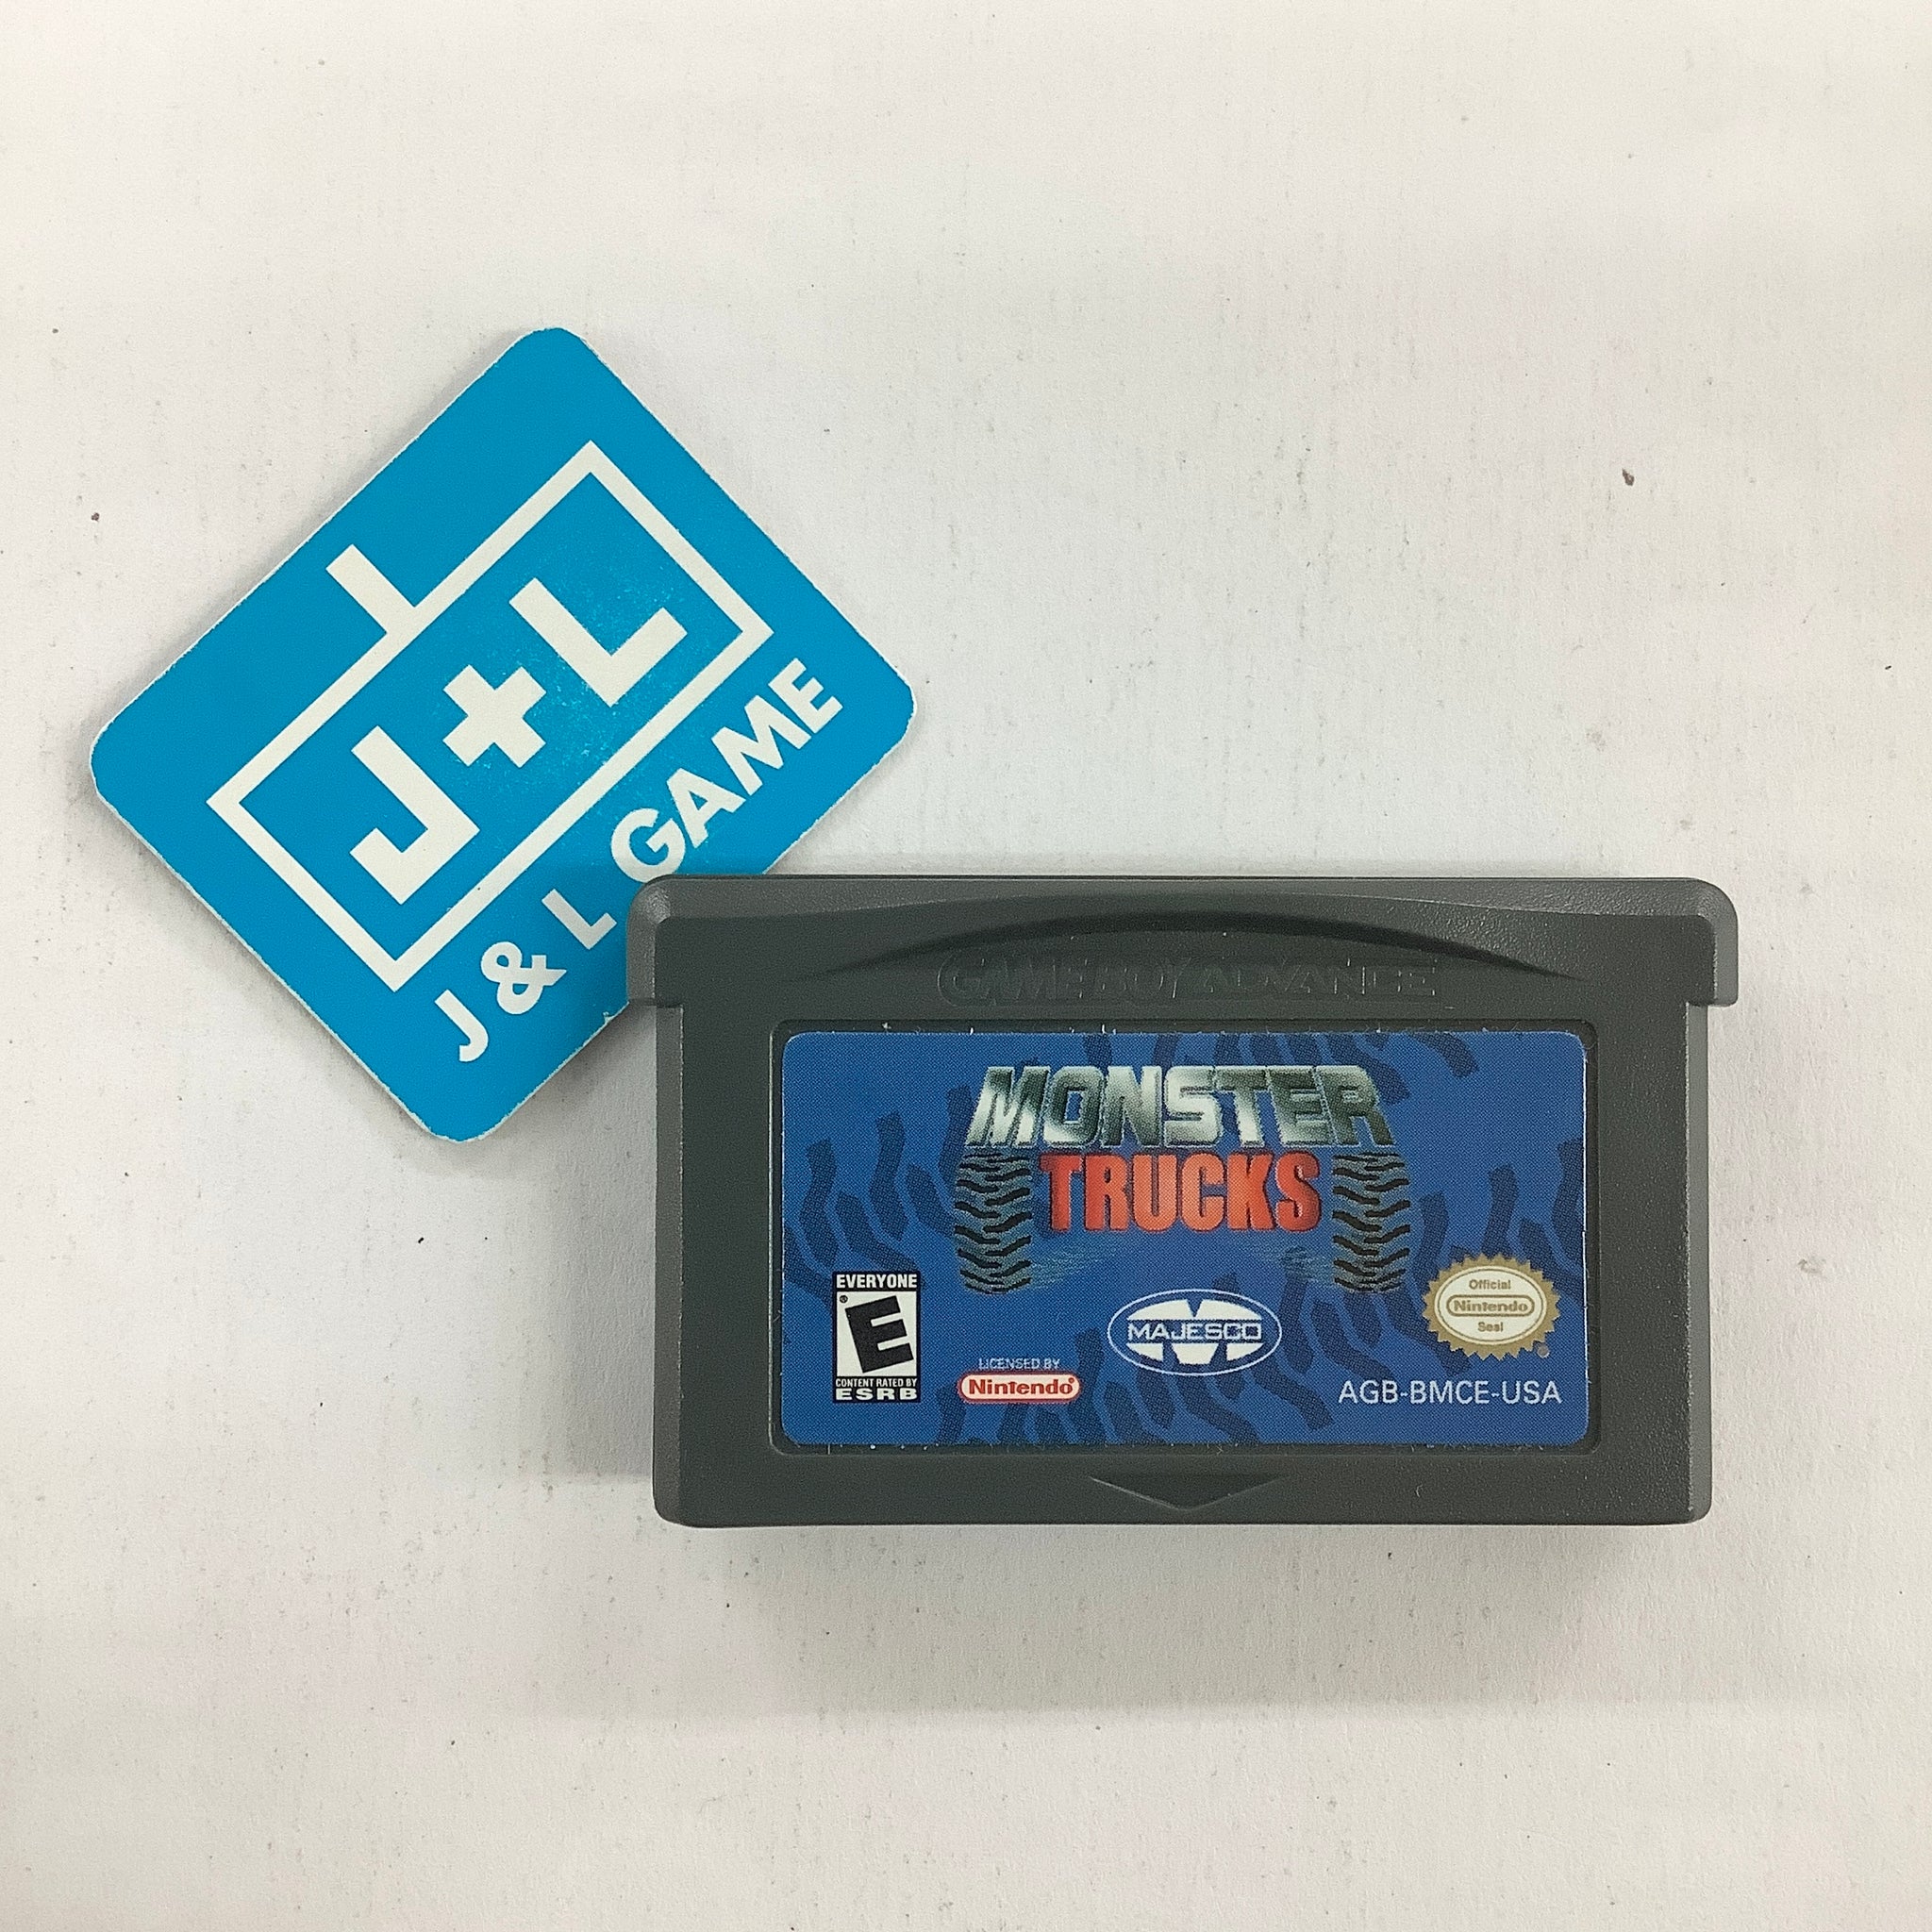 J+L
J & L GAME
GAME BOY ADVANCE
MONSTER
TRUCKS
EVERYONE
E
CONTENT RATED BY
ESRB
LICENSED BY
Nintendo®
MAJESCO
Official
Nintendo
Seal
AGB-BMCE-USA